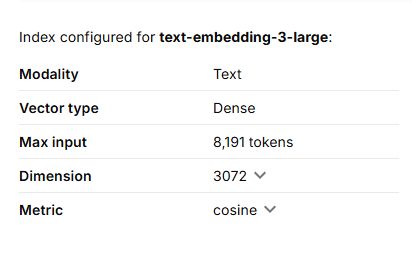 Index configured for text-embedding-3-large:
Modality Text
Vector type Dense
Max input 8,191 tokens
Dimension 3072
Metric cosine